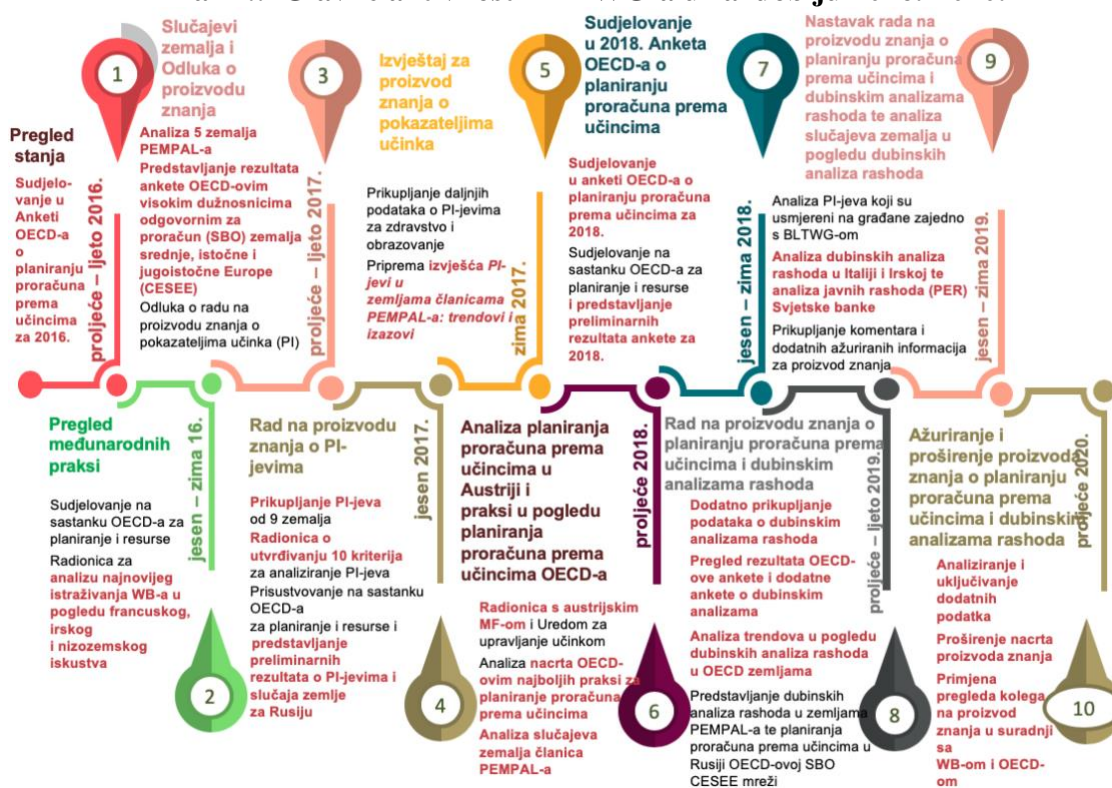 1
Pregled
stanja
Sudjelo-
vanje u
Anketi
OECD-a
o
planiranju
proračuna
prema
učincima
za 2016.
proljeće – ljeto 2016.
Slučajevi
zemalja i
Odluka o
proizvodu
znanja
Analiza 5 zemalja
PEMPAL-a
Predstavljanje rezultata
ankete OECD-ovim
visokim dužnosnicima
odgovornim za
proračun (SBO) zemalja
srednje, istočne i
jugoistočne Europe
(CESEE)
Odluka o radu na
proizvodu znanja o
pokazateljima učinka (PI)
3
proljeće – ljeto 2017.
Izvještaj za
proizvod
znanja o
pokazateljima
učinka
Prikupljanje daljnjih
podataka o PI-jevima
za zdravstvo i
obrazovanje
Priprema izvješća PI-
jevi u
zemljama članicama
PEMPAL-a: trendovi i
izazovi
5
zima 2017.
Sudjelovanje
u 2018. Anketa
OECD-a o
planiranju
proračuna prema
učincima
Sudjelovanje
u anketi OECD-a o
planiranju proračuna
prema učincima za
2018.
Sudjelovanje na
sastanku OECD-a za
planiranje i resurse
i predstavljanje
preliminarnih
rezultata ankete za
2018.
7
jesen – zima 2018.
Nastavak rada na
proizvodu znanja o
planiranju proračuna
prema učincima i
dubinskim analizama
rashoda te analiza
slučajeva zemalja u
pogledu dubinskih
analiza rashoda
Analiza PI-jeva koji su
usmjereni na građane zajedno
s BLTWG-om
Analiza dubinskih analiza
rashoda u Italiji i Irskoj te
analiza javnih rashoda (PER)
Svjetske banke
Prikupljanje komentara i
dodatnih ažuriranih informacija
za proizvod znanja
9
jesen – zima 2019.
Pregled
međunarodnih
praksi
Sudjelovanje na
sastanku OECD-a za
planiranje i resurse
Radionica za
analizu najnovijeg
istraživanja WB-a u
pogledu francuskog,
irskog
i nizozemskog
iskustva
jesen – zima 16.
2
Rad na proizvodu
znanja o PI-
jevima
Prikupljanje PI-jeva
od 9 zemalja
Radionica o
utvrđivanju 10 kriterija
za analiziranje PI-jeva
Prisustvovanje na sastanku
OECD-a
za planiranje i resurse i
predstavljanje
preliminarnih
rezultata o PI-jevima i
slučaja zemlje
za Rusiju
jesen 2017.
4
Analiza planiranja
proračuna prema
učincima u
Austriji i
praksi u pogledu
planiranja
proračuna prema
učincima OECD-a
Radionica s austrijskim
MF-om i Uredom za
upravljanje učinkom
Analiza nacrta OECD-
ovim najboljih praksi za
planiranje proračuna
prema učincima
Analiza slučajeva
zemalja članica
PEMPAL-a
proljeće 2018.
6
Rad na proizvodu znanja o
planiranju proračuna prema
učincima i dubinskim
analizama rashoda
Dodatno prikupljanje
podataka o dubinskim
analizama rashoda
Pregled rezultata OECD-
ove ankete i dodatne
ankete o dubinskim
analizama
Analiza trendova u pogledu
dubinskih analiza rashoda
u OECD zemljama
Predstavljanje dubinskih
analiza rashoda u zemljama
PEMPAL-a te planiranja
proračuna prema učincima u
Rusiji OECD-ovoj SBO
CESEE mreži
proljeće – ljeto 2019.
8
Ažuriranje i
proširenje proizvoda
znanja o planiranju
proračuna prema
učincima i dubinskim
analizama rashoda
Analiziranje i
uključivanje
dodatnih
podatka
Proširenje nacrta
proizvoda znanja
Primjena
pregleda kolega
na proizvod
znanja u suradnji
sa
WB-om i OECD-
om
proljeće 2020.
10